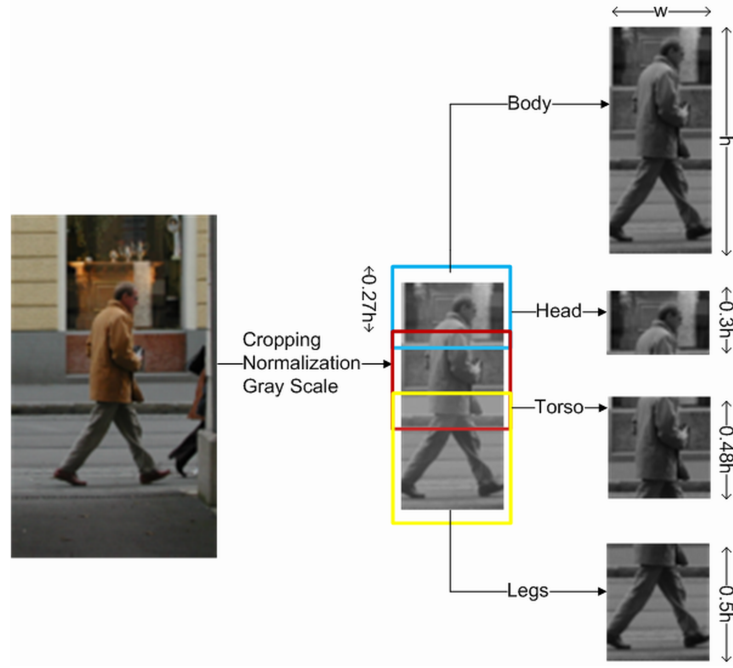 w
Body
h
0.27h
Cropping
Normalization
Gray Scale
Head
0.3h
Torso
0.48h
Legs
0.5h